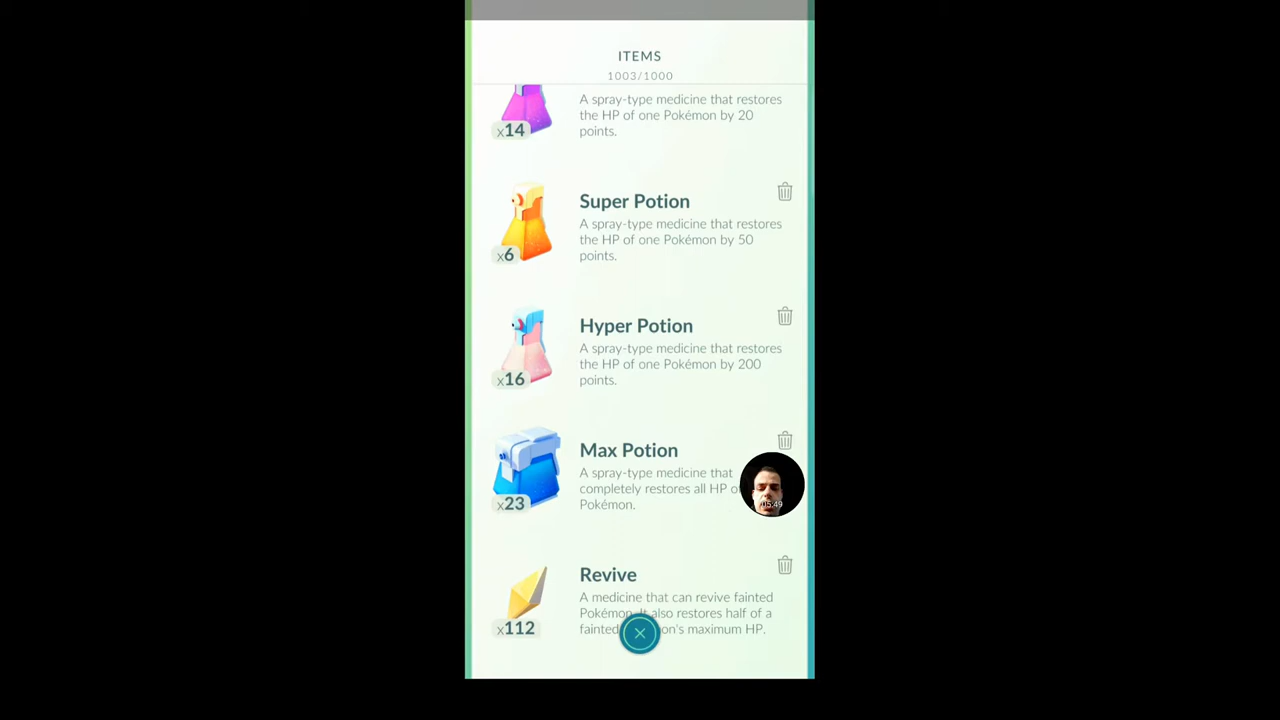 ITEMS
1003/1000
A spray-type medicine that restores
the HP of one Pokémon by 20
points.
x14
Super Potion
A spray-type medicine that restores
the HP of one Pokémon by 50
points.
x6
Hyper Potion
A spray-type medicine that restores
the HP of one Pokémon by 200
points.
x16
Max Potion
A spray-type medicine that
completely restores all HP
Pokémon.
x23
05:49
Revive
A medicine that can revive fainted
Pokémon. It also restores half of a
fainted on's maximum HP.
x112